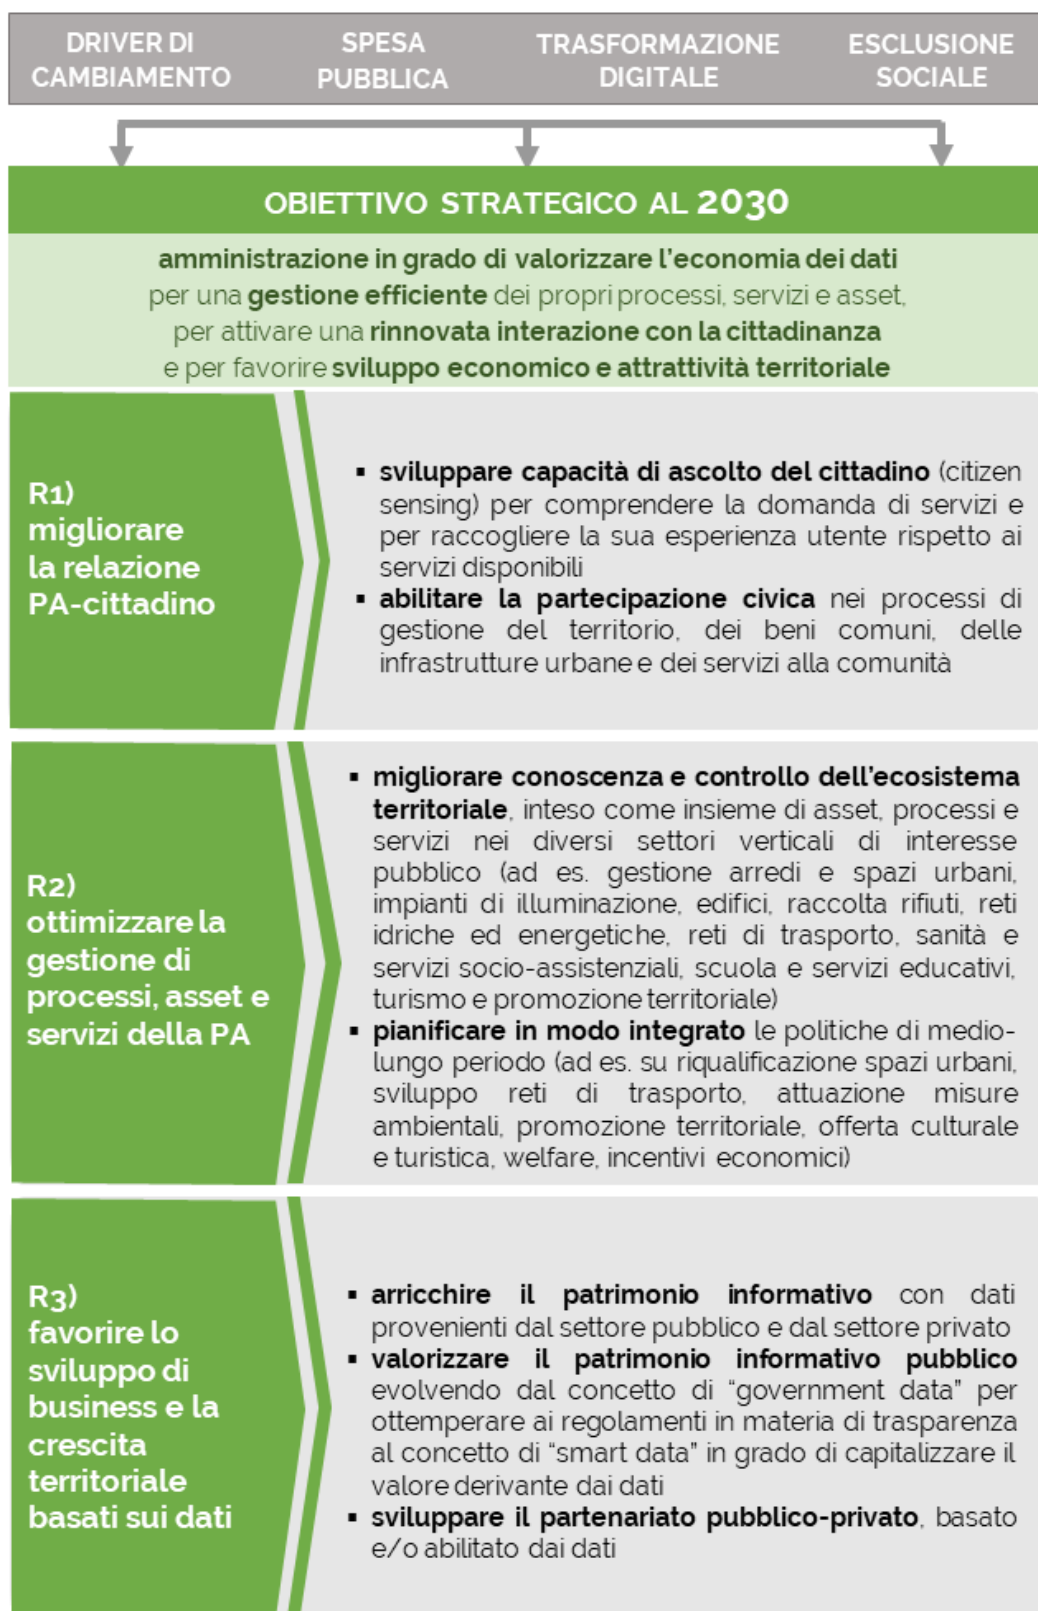 DRIVER DI
CAMBIAMENTO
SPESA
PUBBLICA
TRASFORMAZIONE
DIGITALE
ESCLUSIONE
SOCIALE
OBIETTIVO STRATEGICO AL 2030
amministrazione in grado di valorizzare l'economia dei dati
per una gestione efficiente dei propri processi, servizi e asset,
per attivare una rinnovata interazione con la cittadinanza
e per favorire sviluppo economico e attrattività territoriale
R1)
migliorare
la relazione
PA-cittadino
▪ sviluppare capacità di ascolto del cittadino (citizen
sensing) per comprendere la domanda di servizi e
per raccogliere la sua esperienza utente rispetto ai
servizi disponibili
▪ abilitare la partecipazione civica nei processi di
gestione del territorio, dei beni comuni, delle
infrastrutture urbane e dei servizi alla comunità
R2)
ottimizzare la
gestione di
processi, asset e
servizi della PA
▪ migliorare conoscenza e controllo dell'ecosistema
territoriale, inteso come insieme di asset, processi e
servizi nei diversi settori verticali di interesse
pubblico (ad es. gestione arredi e spazi urbani,
impianti di illuminazione, edifici, raccolta rifiuti, reti
idriche ed energetiche, reti di trasporto, sanità e
servizi socio-assistenziali, scuola e servizi educativi,
turismo e promozione territoriale)
▪ pianificare in modo integrato le politiche di medio-
lungo periodo (ad es. su riqualificazione spazi urbani,
sviluppo reti di trasporto, attuazione misure
ambientali, promozione territoriale, offerta culturale
e turistica, welfare, incentivi economici)
R3)
favorire lo
sviluppo di
business e la
crescita
territoriale
basati sui dati
▪ arricchire il patrimonio informativo con dati
provenienti dal settore pubblico e dal settore privato
▪ valorizzare il patrimonio informativo pubblico
evolvendo dal concetto di "government data" per
ottemperare ai regolamenti in materia di trasparenza
al concetto di "smart data" in grado di capitalizzare il
valore derivante dai dati
▪ sviluppare il partenariato pubblico-privato, basato
e/o abilitato dai dati